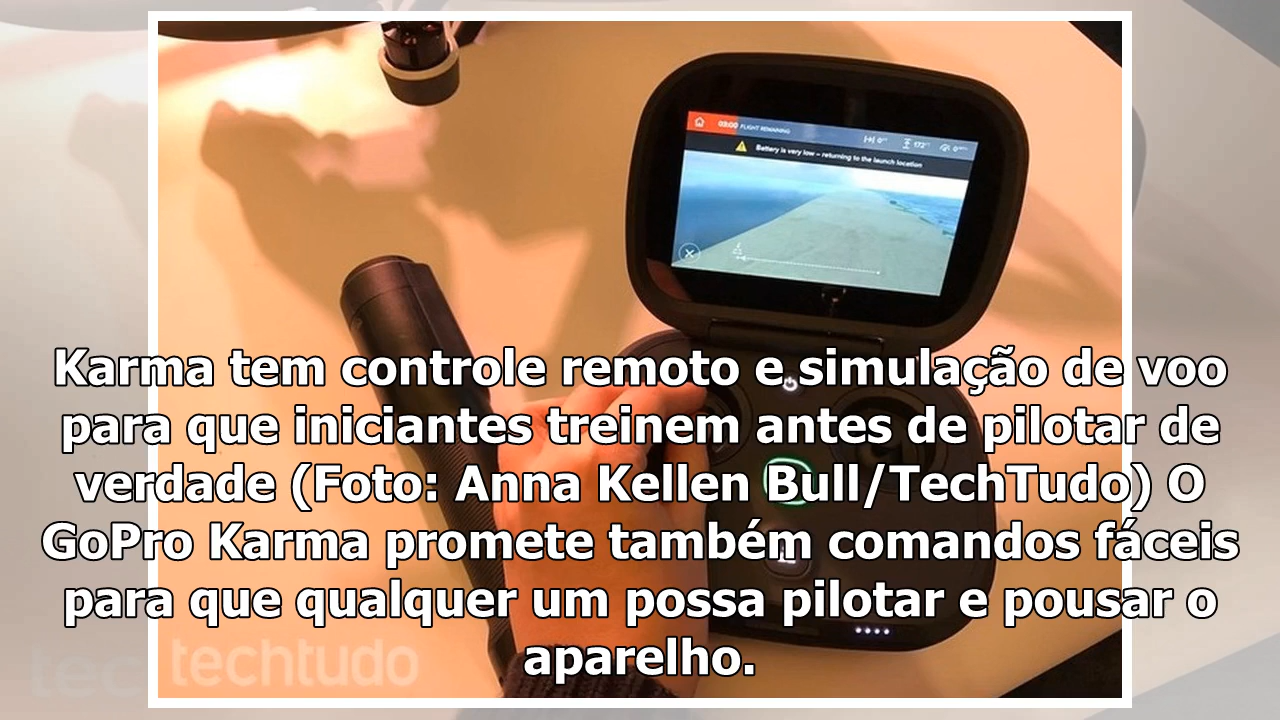 03:00 FLIGHT REMAINING
Battery is very low – returning to the launch location
Karma tem controle remoto e simulação de voo
para que iniciantes treinem antes de pilotar de
verdade (Foto: Anna Kellen Bull/TechTudo) O
GoPro Karma promete também comandos fáceis
para que qualquer um possa pilotar e pousar o
aparelho.
tec
techtudo